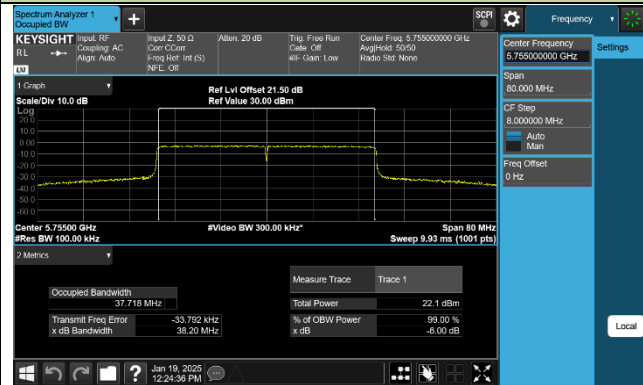 Spectrum Analyzer 1
Occupied BW
SCPI
Frequency
KEYSIGHT
RL
Input: RF
Coupling: AC
Align: Auto
Input Z: 50 Ω
Corr CCorr
Freq Ref: Int (S)
NFE: Off
Atten: 20 dB
Trig: Free Run
Gate: Off
#IF Gain: Low
Center Freq: 5.755000000 GHz
Avg|Hold: 50/50
Radio Std: None
Center Frequency
5.755000000 GHz
Settings
Span
80.000 MHz
CF Step
8.000000 MHz
Auto
Man
Freq Offset
0 Hz
1 Graph
Scale/Div 10.0 dB
Ref Lvl Offset 21.50 dB
Ref Value 30.00 dBm
Log
20.0
10.0
0.00
-10.0
-20.0
-30.0
-40.0
-50.0
-60.0
Center 5.75500 GHz
#Video BW 300.00 kHz*
Span 80 MHz
#Res BW 100.00 kHz
Sweep 9.93 ms (1001 pts)
2 Metrics
Measure Trace
Trace 1
Occupied Bandwidth
37.718 MHz
Total Power
22.1 dBm
Transmit Freq Error
-33.792 kHz
% of OBW Power
99.00 %
x dB Bandwidth
38.20 MHz
x dB
-6.00 dB
Local
?
Jan 19, 2025
12:24:36 PM